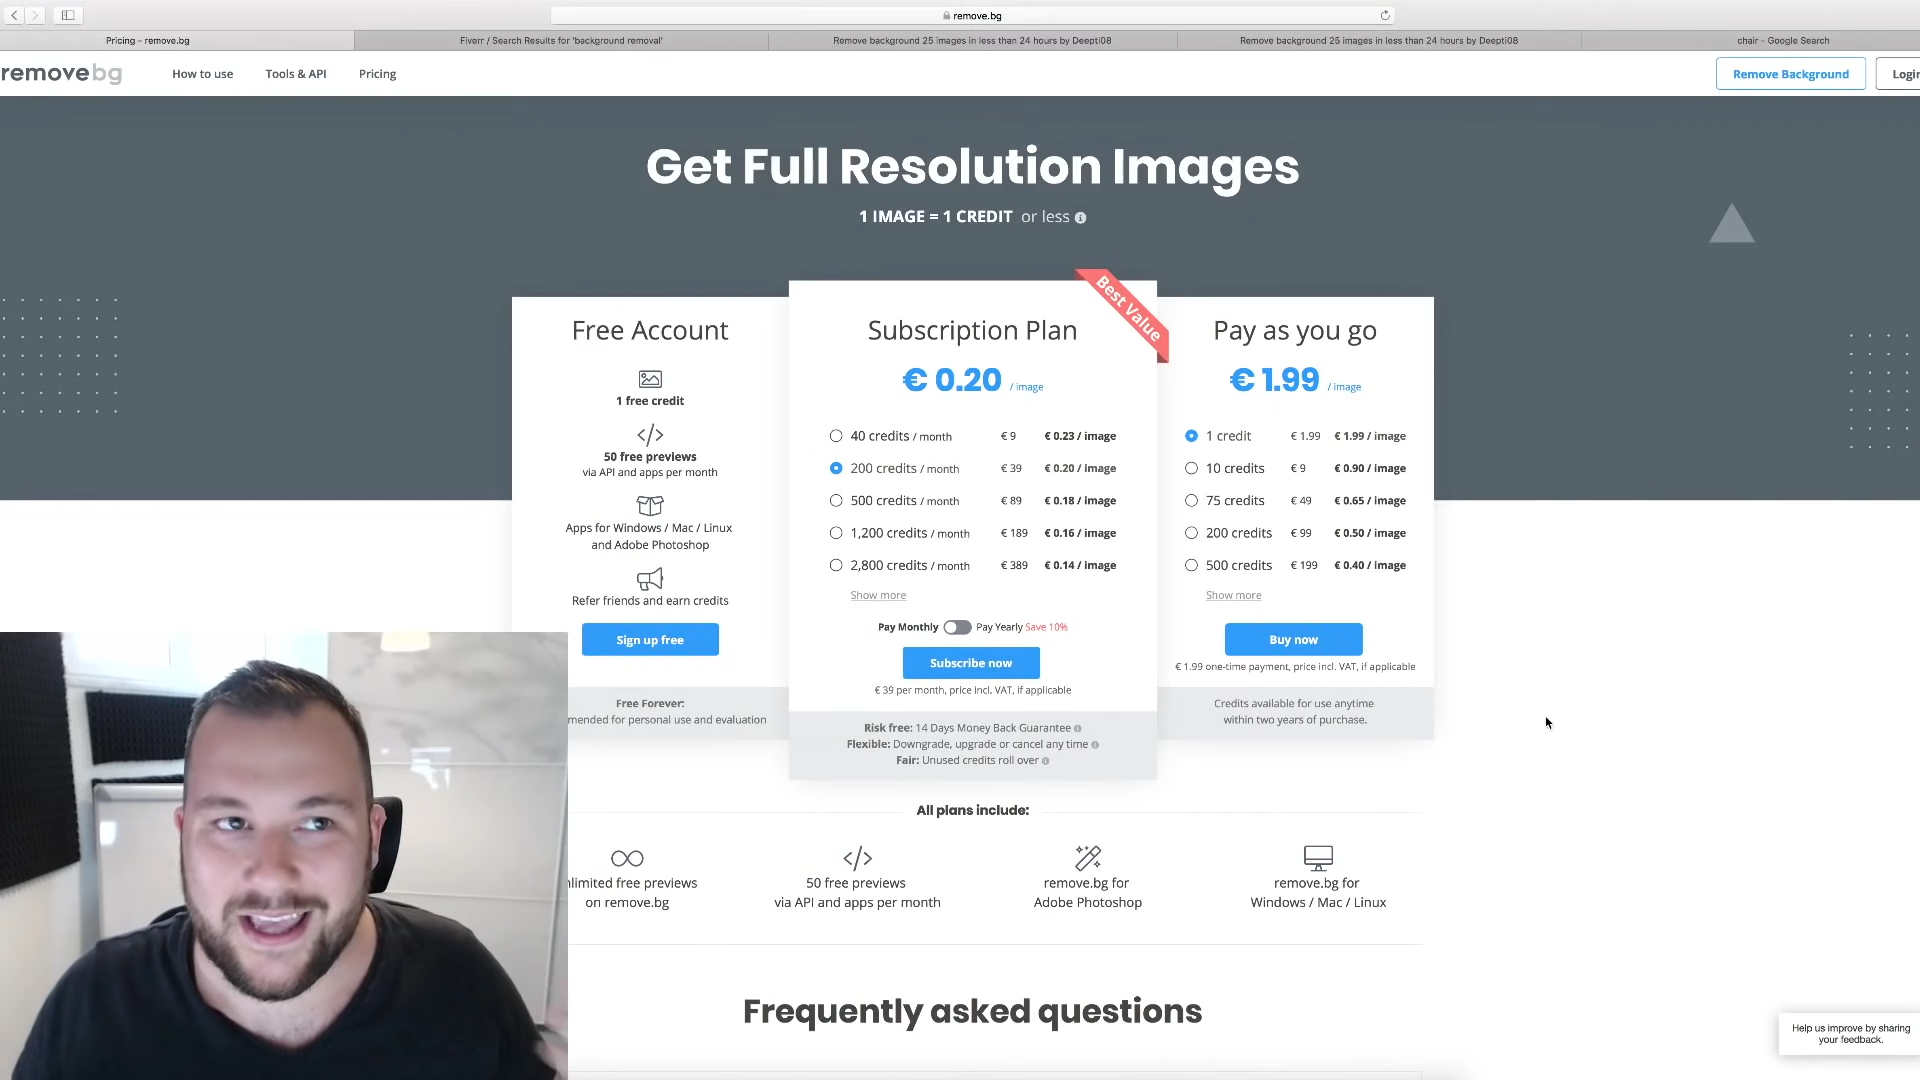 remove.bg
Pricing – remove.bg
Fiverr / Search Results for 'background removal'
Remove background 25 images in less than 24 hours by Deepti08
Remove background 25 images in less than 24 hours by Deepti08
chair - Google Search
removebg
How to use
Tools & API
Pricing
Remove Background
Login
Get Full Resolution Images
1 IMAGE = 1 CREDIT or less
Free Account
1 free credit
50 free previews
via API and apps per month
Apps for Windows / Mac / Linux
and Adobe Photoshop
Refer friends and earn credits
Sign up free
Free Forever:
mended for personal use and evaluation
Best Value
Subscription Plan
€ 0.20 / image
40 credits / month € 9 € 0.23 / image
200 credits / month € 39 € 0.20 / image
500 credits / month € 89 € 0.18 / image
1,200 credits / month € 189 € 0.16 / image
2,800 credits / month € 389 € 0.14 / image
Show more
Pay Monthly Pay Yearly Save 10%
Subscribe now
€ 39 per month, price incl. VAT, if applicable
Risk free: 14 Days Money Back Guarantee
Flexible: Downgrade, upgrade or cancel any time
Fair: Unused credits roll over
Pay as you go
€ 1.99 / image
1 credit € 1.99 € 1.99 / image
10 credits € 9 € 0.90 / image
75 credits € 49 € 0.65 / image
200 credits € 99 € 0.50 / image
500 credits € 199 € 0.40 / image
Show more
Buy now
€ 1.99 one-time payment, price incl. VAT, if applicable
Credits available for use anytime
within two years of purchase.
All plans include:
nlimited free previews
on remove.bg
50 free previews
via API and apps per month
remove.bg for
Adobe Photoshop
remove.bg for
Windows / Mac / Linux
Frequently asked questions
Help us improve by sharing
your feedback.